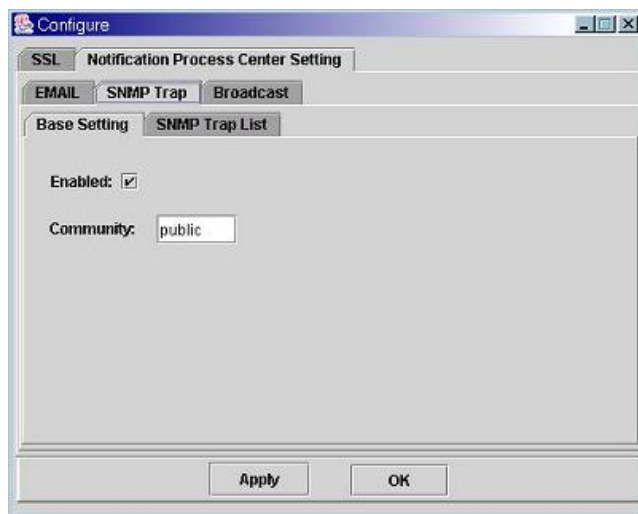 Configure
SSL Notification Process Center Setting
EMAIL SNMP Trap Broadcast
Base Setting SNMP Trap List
Enabled:
Community: public
Apply OK